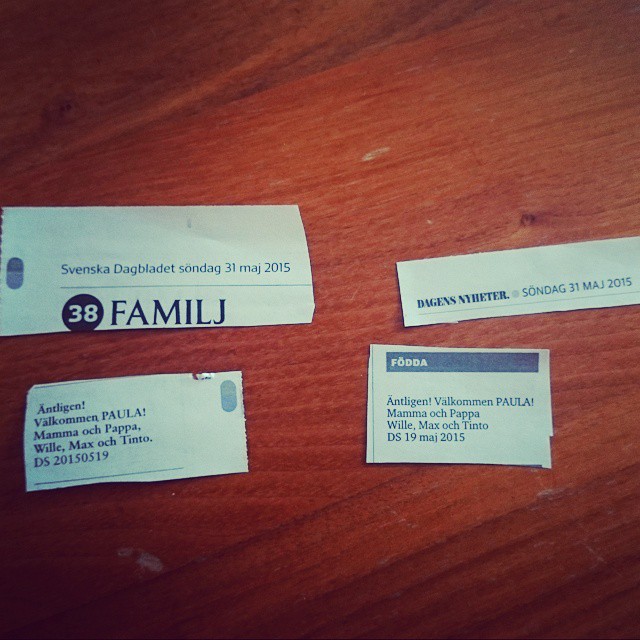 Svenska Dagbladet söndag 31 maj 2015
38 FAMILJ
DAGENS NYHETER. SÖNDAG 31 MAJ 2015
Äntligen!
Välkommen PAULA!
Mamma och Pappa,
Wille, Max och Tinto.
DS 20150519
FÖDDA
Äntligen! Välkommen PAULA!
Mamma och Pappa
Wille, Max och Tinto
DS 19 maj 2015